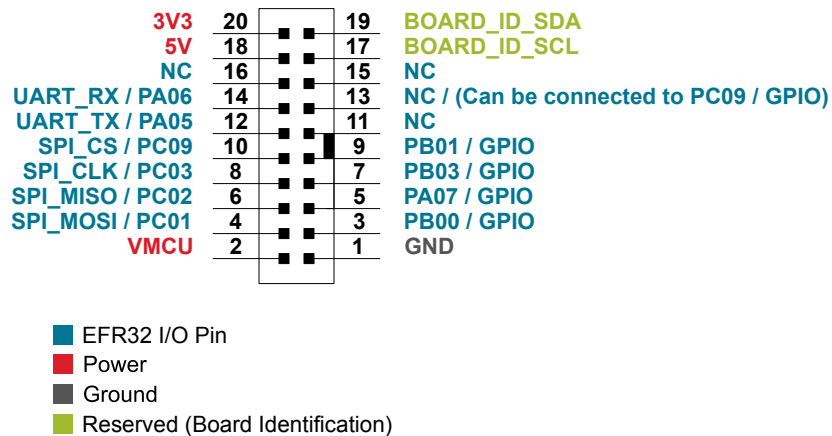 3V3 20 19 BOARD_ID_SDA
5V 18 17 BOARD_ID_SCL
NC 16 15 NC
UART_RX / PA06 14 13 NC / (Can be connected to PC09 / GPIO)
UART_TX / PA05 12 11 NC
SPI_CS / PC09 10 9 PB01 / GPIO
SPI_CLK / PC03 8 7 PB03 / GPIO
SPI_MISO / PC02 6 5 PA07 / GPIO
SPI_MOSI / PC01 4 3 PB00 / GPIO
VMCU 2 1 GND
EFR32 I/O Pin
Power
Ground
Reserved (Board Identification)